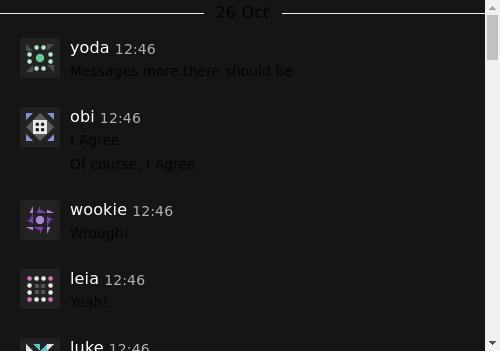 26 Oct
yoda 12:46
Messages more there should be
obi 12:46
I Agree
Of course, I Agree
wookie 12:46
Wrough!
leia 12:46
Yeah!
luke 12:46